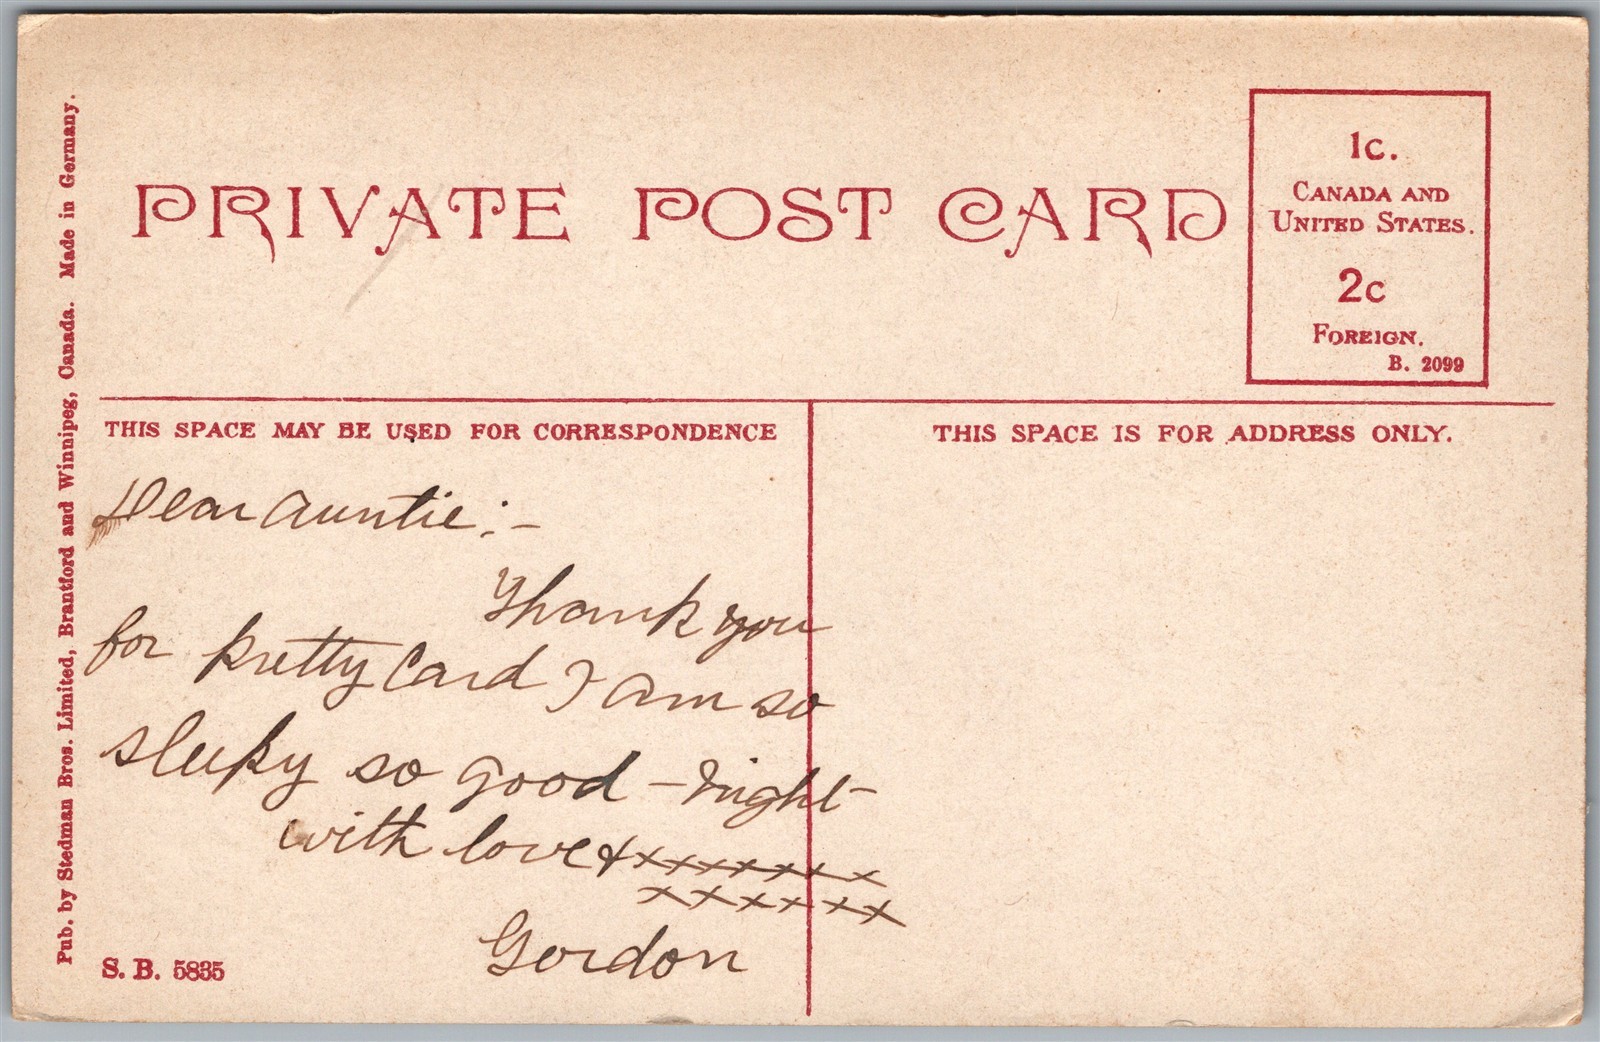 PRIVATE POST CARD
1c.
CANADA AND
UNITED STATES.
2c
FOREIGN.
B. 2099
Pub. by Stedman Bros. Limited, Brantford and Winnipeg, Canada. Made in Germany.
THIS SPACE MAY BE USED FOR CORRESPONDENCE
Dear Auntie:-
Thank you
for pretty Card I am so
sleepy so good-night-
with love & xxxxxxx
xxxxxx
Gordon
S. B. 5835
THIS SPACE IS FOR ADDRESS ONLY.